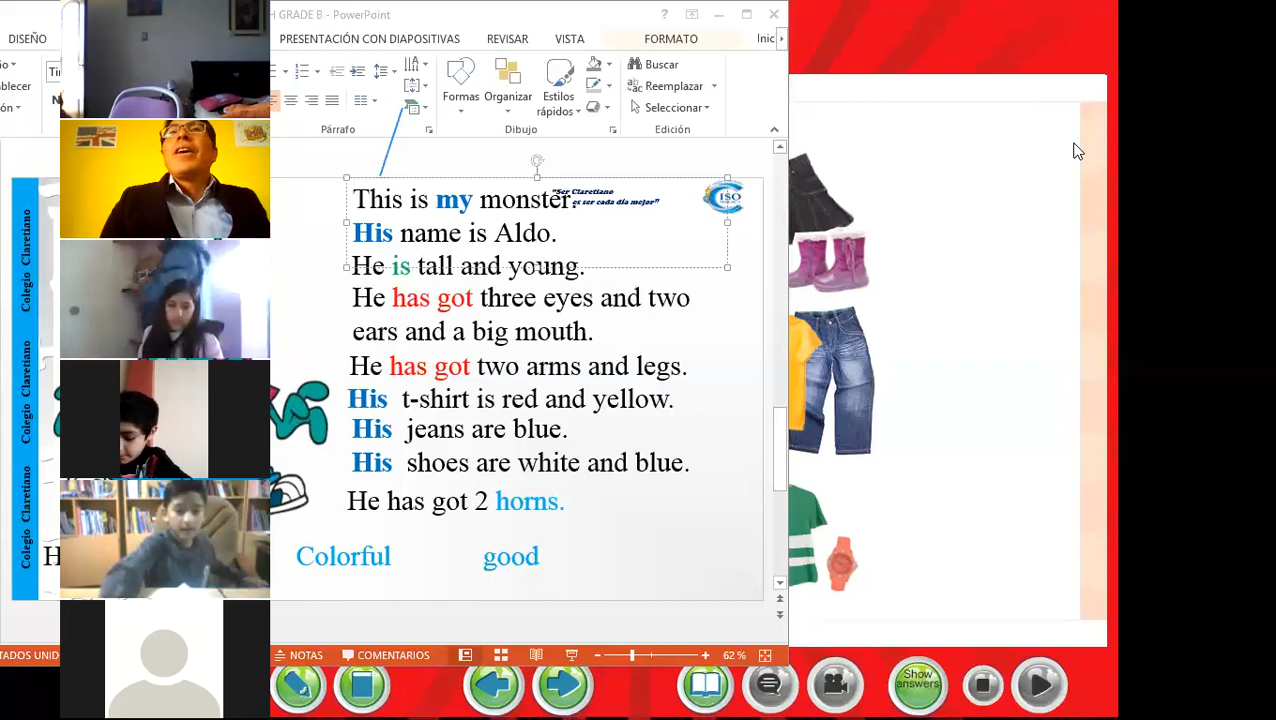 H GRADE B - PowerPoint
DISEÑO
PRESENTACIÓN CON DIAPOSITIVAS
REVISAR
VISTA
FORMATO
Inic
Formas
Organizar
Estilos
rápidos
Buscar
Reemplazar
Seleccionar
Párrafo
Dibujo
Edición
"Ser Claretiano
es ser cada día mejor"
ISO
This is my monster.
His name is Aldo.
He is tall and young.
He has got three eyes and two
ears and a big mouth.
He has got two arms and legs.
His t-shirt is red and yellow.
His jeans are blue.
His shoes are white and blue.
He has got 2 horns.
Colorful good
Colegio Claretiano
Colegio Claretiano
Colegio Claretiano
H
NOTAS
COMENTARIOS
62 %
Show
answers